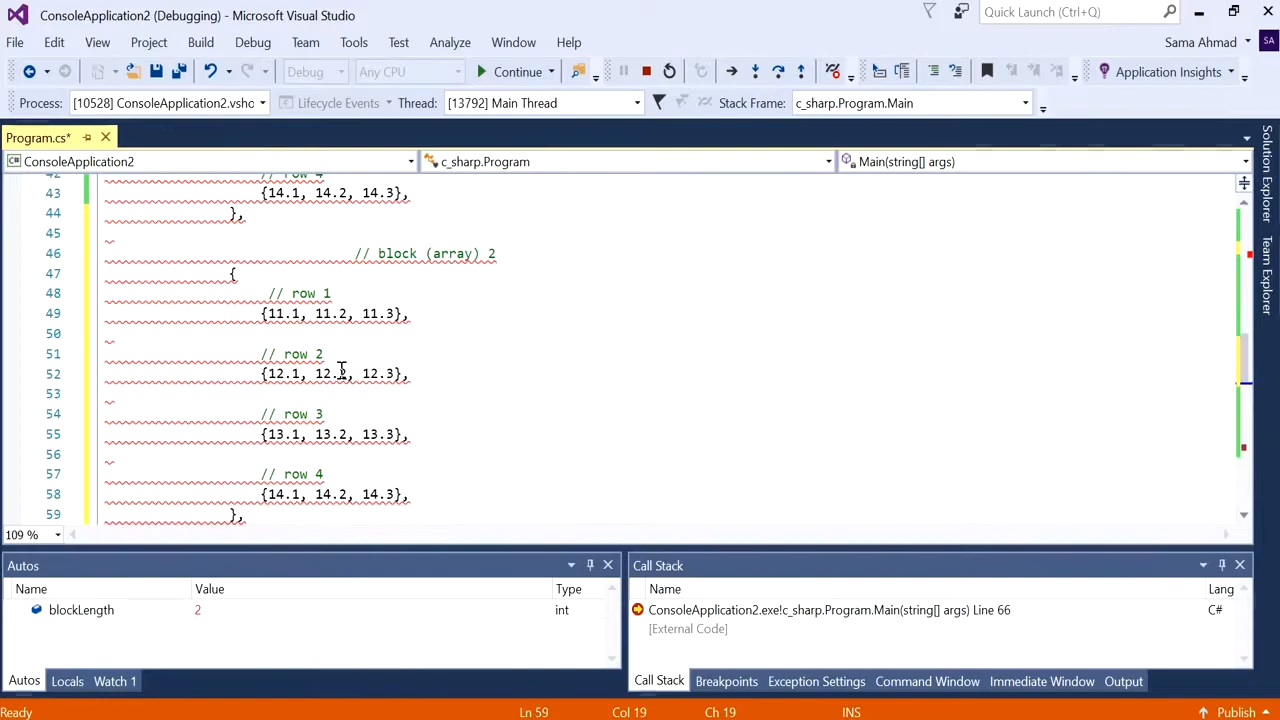 ConsoleApplication2 (Debugging) - Microsoft Visual Studio
Quick Launch (Ctrl+Q)
File Edit View Project Build Debug Team Tools Test Analyze Window Help
Sama Ahmad SA
Debug Any CPU Continue Application Insights
Process: [10528] ConsoleApplication2.vsho Lifecycle Events Thread: [13792] Main Thread Stack Frame: c_sharp.Program.Main
Program.cs*
ConsoleApplication2 c_sharp.Program Main(string[] args)
42 // row 4
43 {14.1, 14.2, 14.3},
44 },
45
46 // block (array) 2
47 {
48 // row 1
49 {11.1, 11.2, 11.3},
50
51 // row 2
52 {12.1, 12.2, 12.3},
53
54 // row 3
55 {13.1, 13.2, 13.3},
56
57 // row 4
58 {14.1, 14.2, 14.3},
59 },
109 %
Solution Explorer
Team Explorer
Autos
Name Value Type
blockLength 2 int
Autos Locals Watch 1
Call Stack
Name Lang
ConsoleApplication2.exe!c_sharp.Program.Main(string[] args) Line 66 C#
[External Code]
Call Stack Breakpoints Exception Settings Command Window Immediate Window Output
Ready Ln 59 Col 19 Ch 19 INS Publish